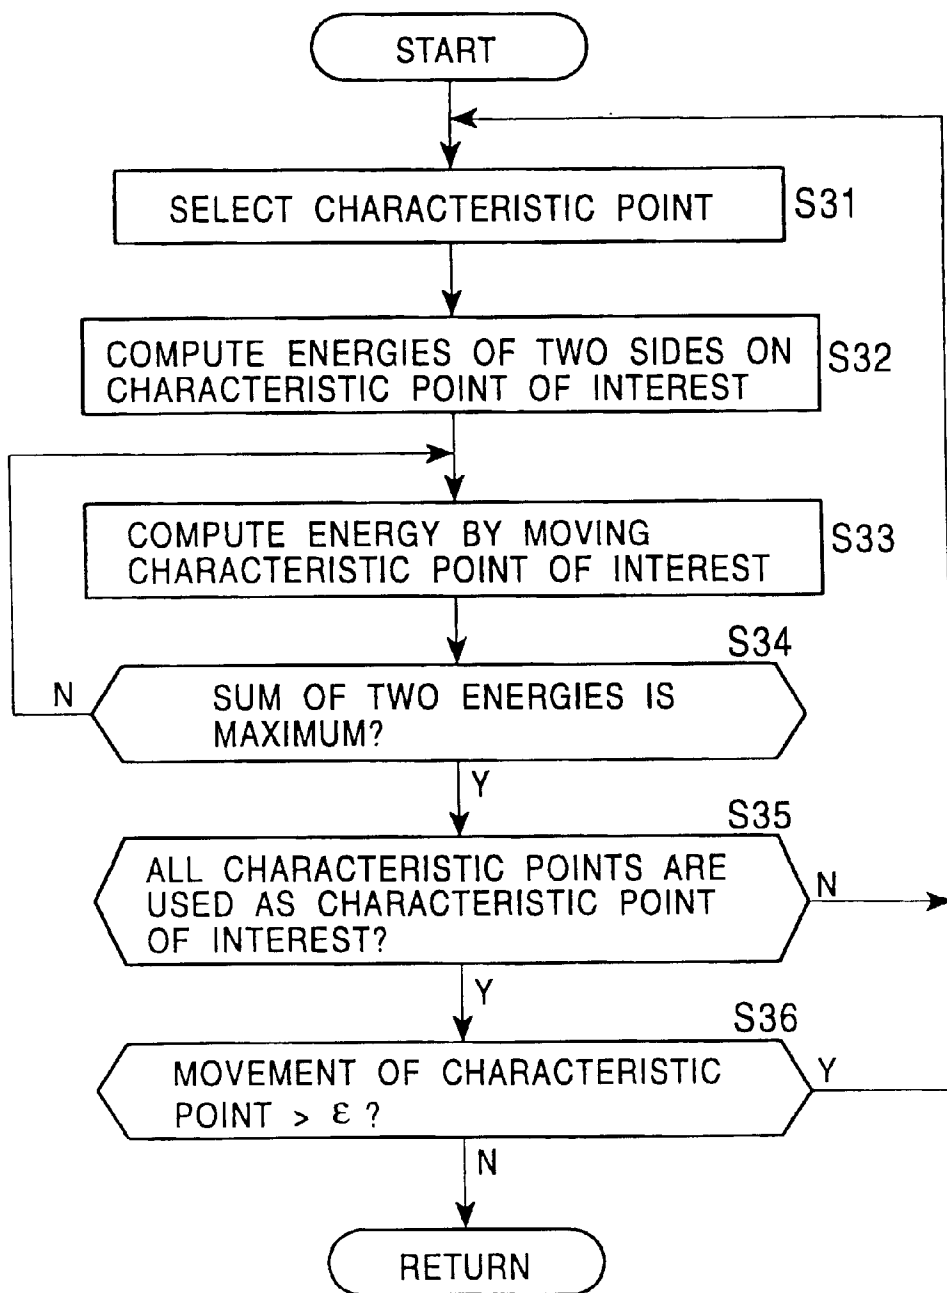 START
SELECT CHARACTERISTIC POINT
S31
COMPUTE ENERGIES OF TWO SIDES ON
CHARACTERISTIC POINT OF INTEREST
S32
COMPUTE ENERGY BY MOVING
CHARACTERISTIC POINT OF INTEREST
S33
S34
SUM OF TWO ENERGIES IS
MAXIMUM?
N
Y
S35
ALL CHARACTERISTIC POINTS ARE
USED AS CHARACTERISTIC POINT
OF INTEREST?
N
Y
S36
MOVEMENT OF CHARACTERISTIC
POINT > ε ?
Y
N
RETURN